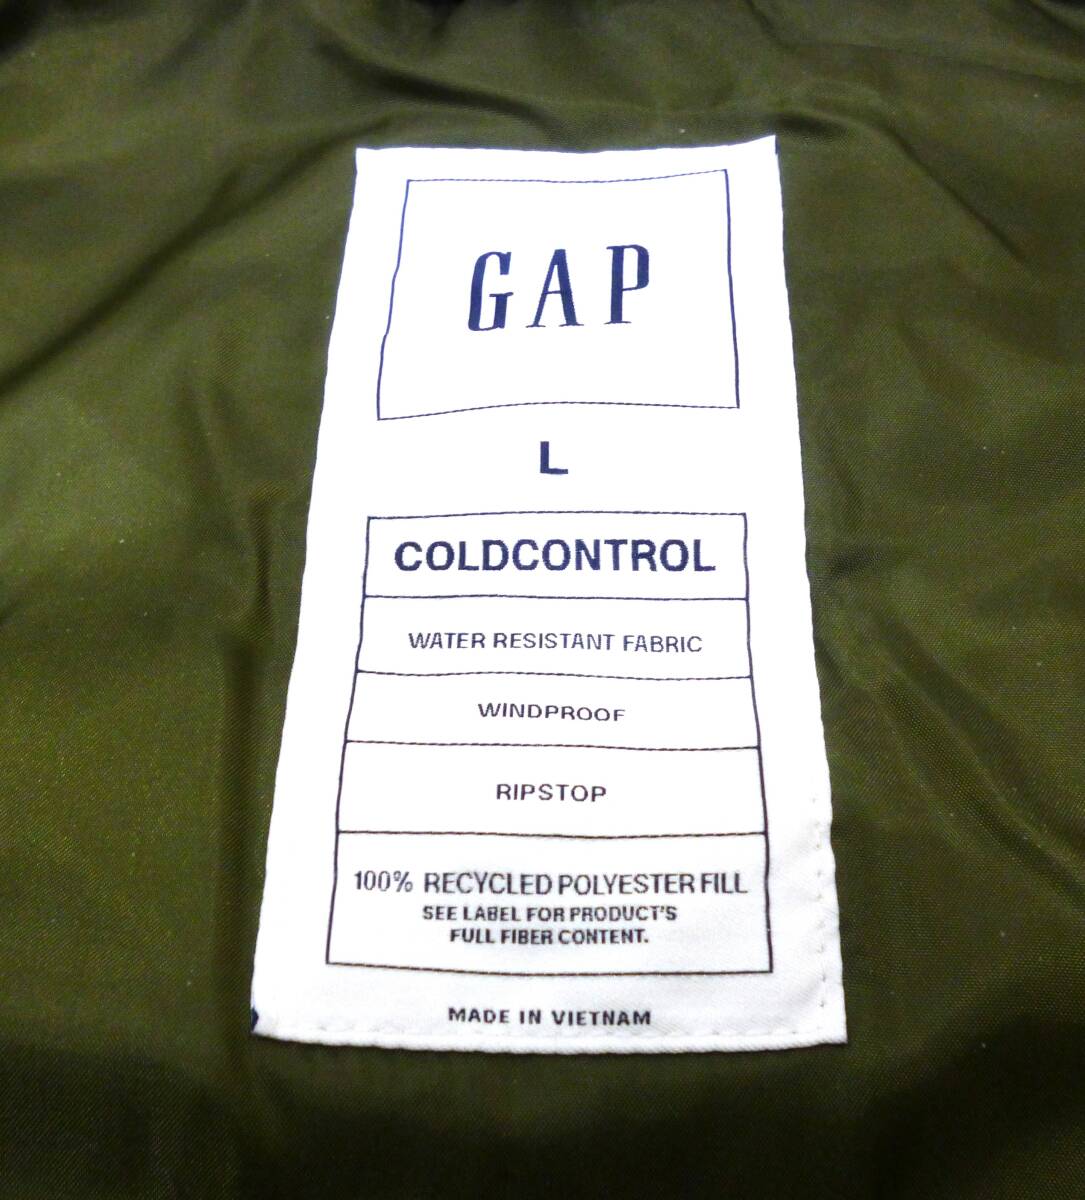 GAP
L
COLDCONTROL
WATER RESISTANT FABRIC
WINDPROOF
RIPSTOP
100% RECYCLED POLYESTER FILL
SEE LABEL FOR PRODUCT'S
FULL FIBER CONTENT.
MADE IN VIETNAM